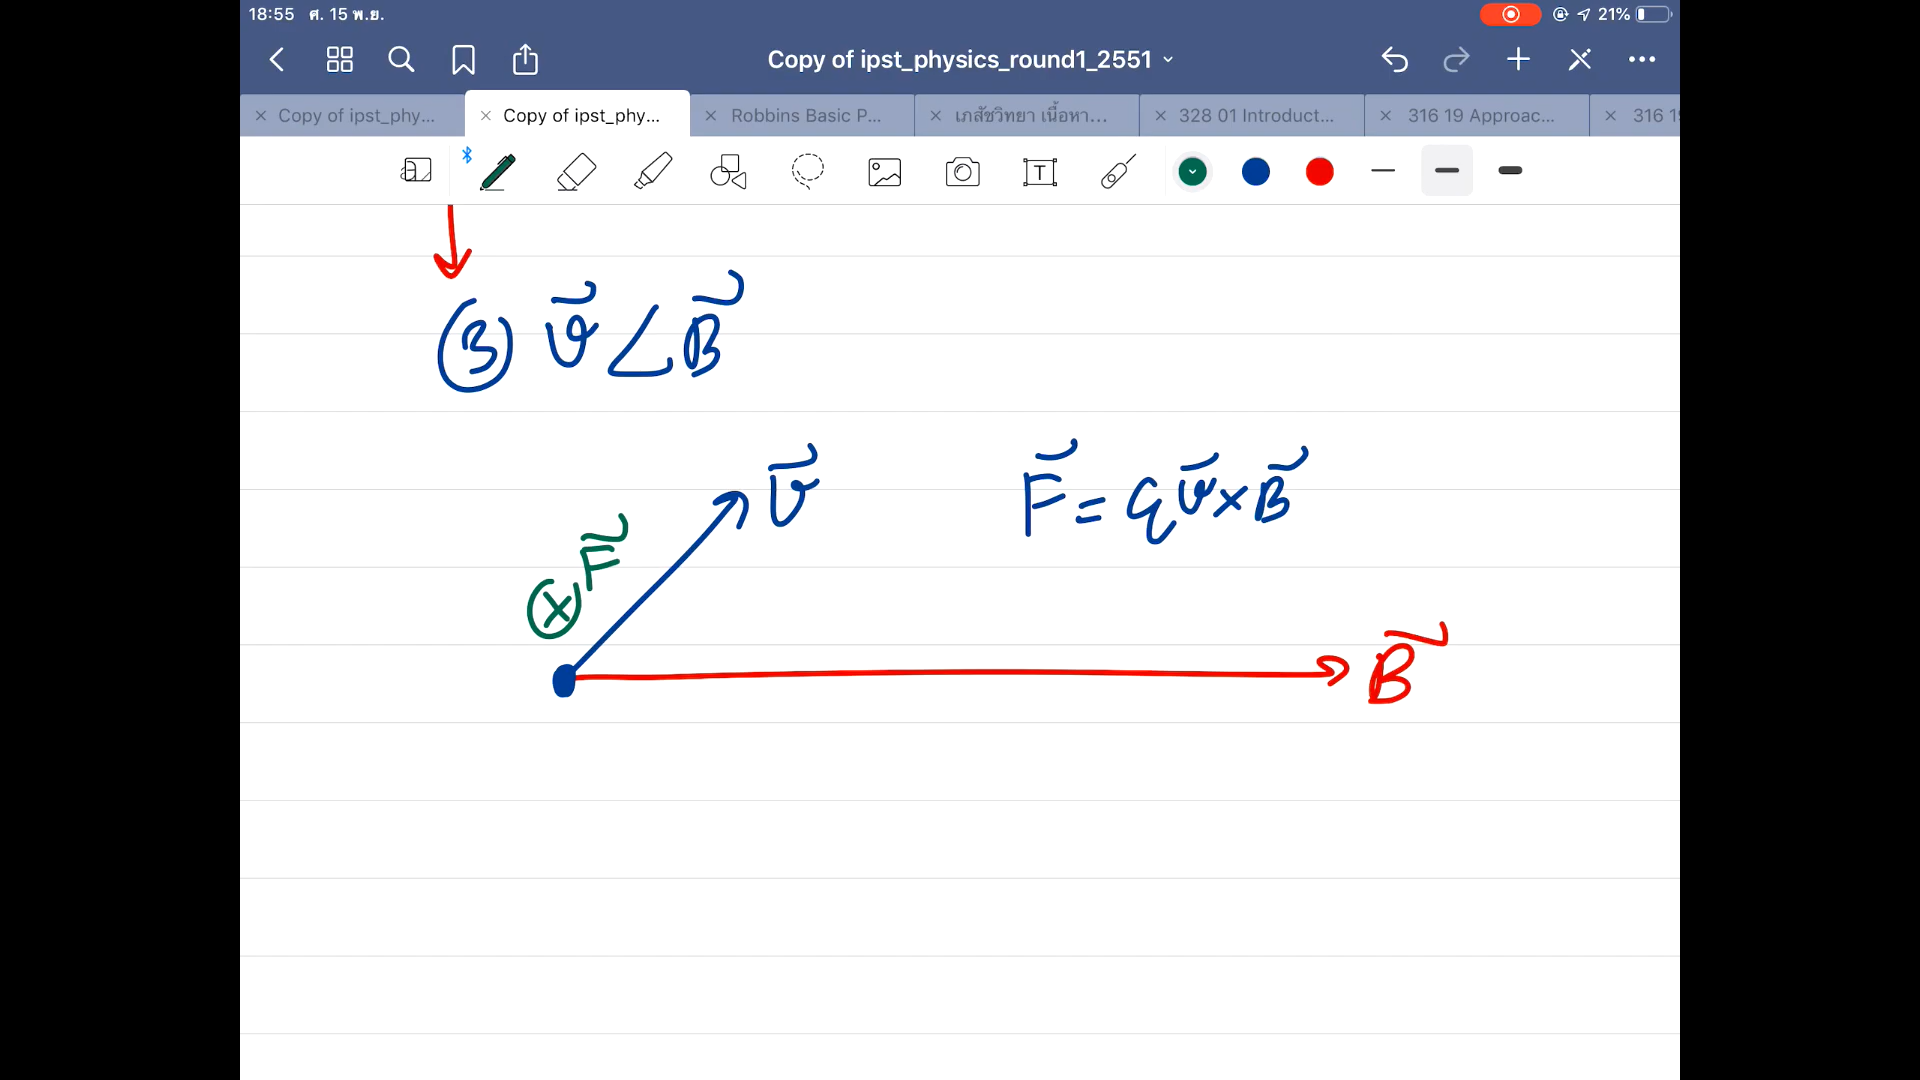 18:55 ศ. 15 พ.ย. 21%
Copy of ipst_physics_round1_2551
Copy of ipst_phy... Copy of ipst_phy... Robbins Basic P... เภสัชวิทยา เนื้อหา... 328 01 Introduct... 316 19 Approac... 316 19
T
③ v⃗ ∠ B⃗
v⃗ F⃗ = qv⃗ × B⃗
F⃗
⊗
B⃗